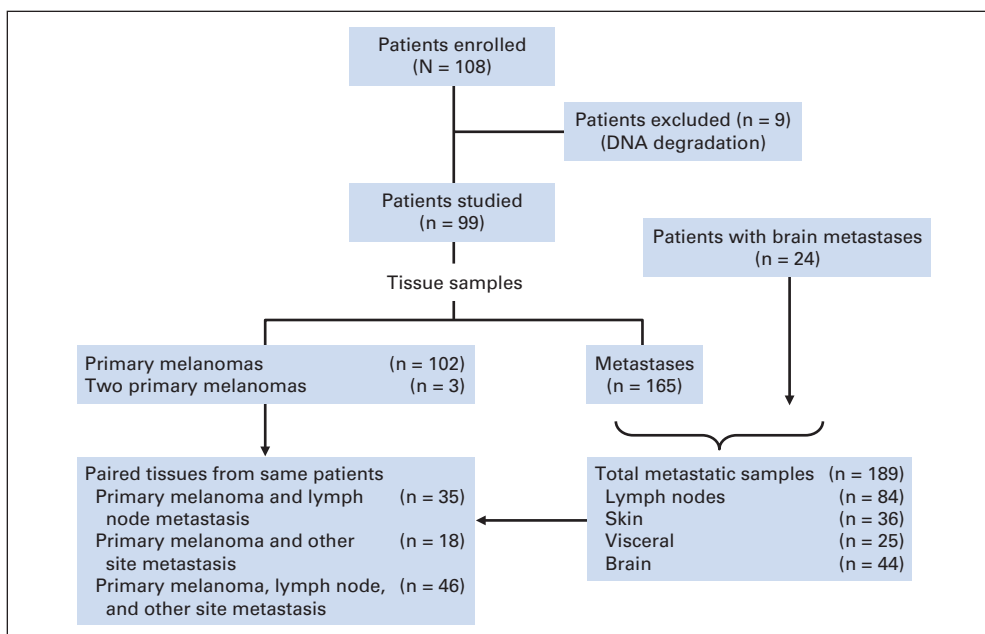 Patients enrolled
(N = 108)
Patients excluded (n = 9)
(DNA degradation)
Patients studied
(n = 99)
Patients with brain metastases
(n = 24)
Tissue samples
Primary melanomas (n = 102)
Two primary melanomas (n = 3)
Metastases
(n = 165)
Paired tissues from same patients
Primary melanoma and lymph (n = 35)
node metastasis
Primary melanoma and other (n = 18)
site metastasis
Primary melanoma, lymph node, (n = 46)
and other site metastasis
Total metastatic samples (n = 189)
Lymph nodes (n = 84)
Skin (n = 36)
Visceral (n = 25)
Brain (n = 44)